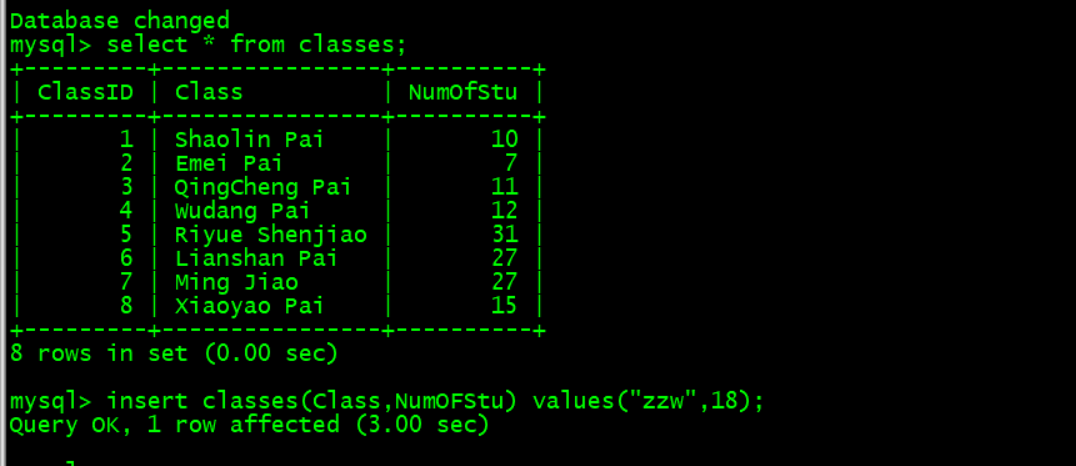 Database changed
mysql> select * from classes;
+---------+----------------+----------+
| ClassID | Class          | NumOfStu |
+---------+----------------+----------+
|       1 | Shaolin Pai    |       10 |
|       2 | Emei Pai       |        7 |
|       3 | QingCheng Pai  |       11 |
|       4 | Wudang Pai     |       12 |
|       5 | Riyue Shenjiao |       31 |
|       6 | Lianshan Pai   |       27 |
|       7 | Ming Jiao      |       27 |
|       8 | Xiaoyao Pai    |       15 |
+---------+----------------+----------+
8 rows in set (0.00 sec)
mysql> insert classes(Class,NumOFStu) values("zzw",18);
Query OK, 1 row affected (3.00 sec)